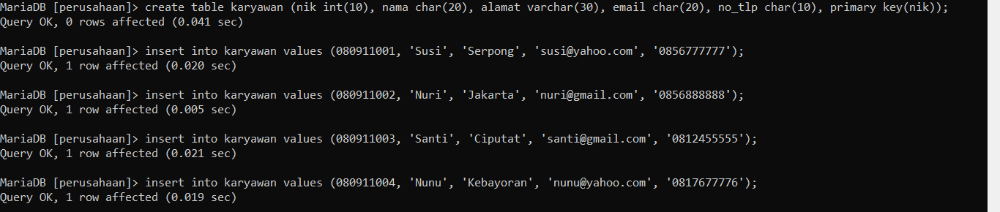 MariaDB [perusahaan]> create table karyawan (nik int(10), nama char(20), alamat varchar(30), email char(20), no_tlp char(10), primary key(nik));
Query OK, 0 rows affected (0.041 sec)
MariaDB [perusahaan]> insert into karyawan values (080911001, 'Susi', 'Serpong', 'susi@yahoo.com', '0856777777');
Query OK, 1 row affected (0.020 sec)
MariaDB [perusahaan]> insert into karyawan values (080911002, 'Nuri', 'Jakarta', 'nuri@gmail.com', '0856888888');
Query OK, 1 row affected (0.005 sec)
MariaDB [perusahaan]> insert into karyawan values (080911003, 'Santi', 'Ciputat', 'santi@gmail.com', '0812455555');
Query OK, 1 row affected (0.021 sec)
MariaDB [perusahaan]> insert into karyawan values (080911004, 'Nunu', 'Kebayoran', 'nunu@yahoo.com', '0817677776');
Query OK, 1 row affected (0.019 sec)